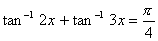 tan⁻¹ 2x + tan⁻¹ 3x = π/4